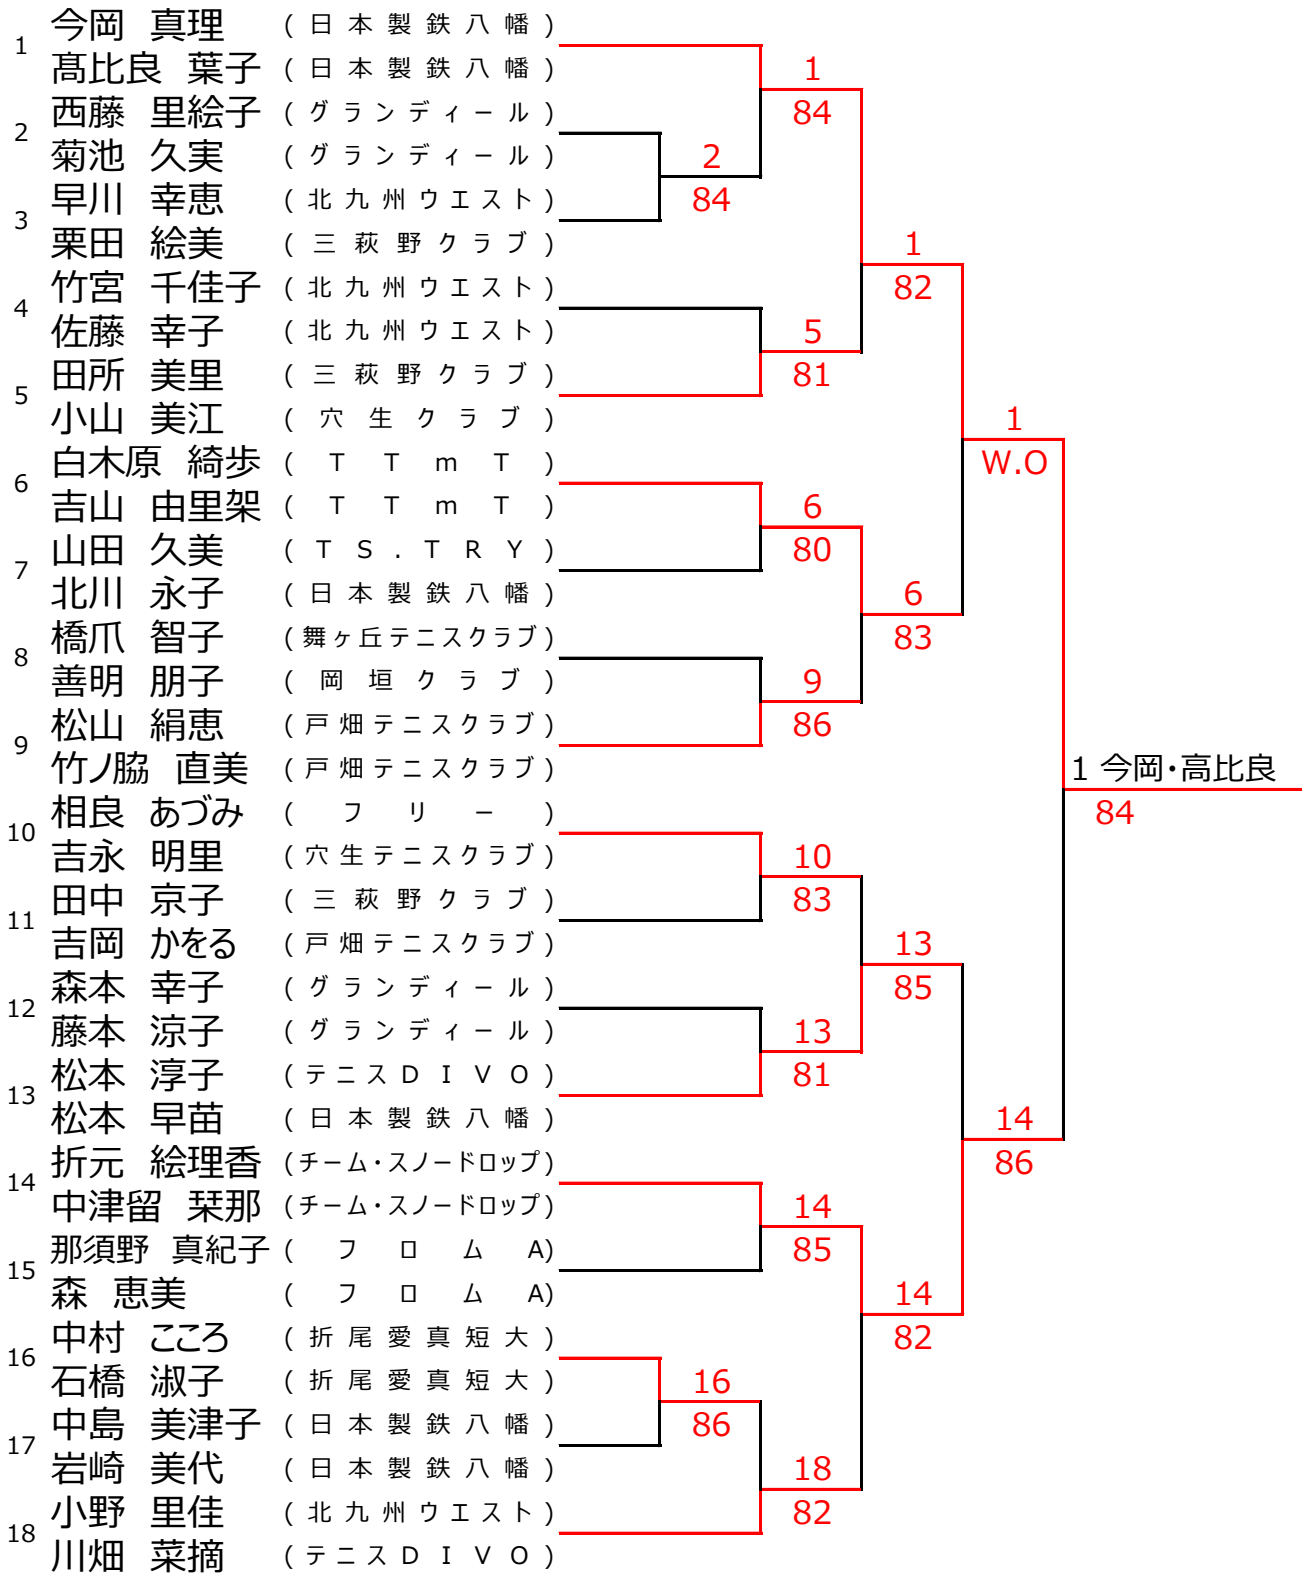 今岡 真理 (日本製鉄八幡)
1
髙比良 葉子 (日本製鉄八幡)
1
西藤 里絵子 (グランディール)
84
2
菊池 久実 (グランディール)
2
早川 幸恵 (北九州ウエスト)
84
3
栗田 絵美 (三萩野クラブ)
1
竹宮 千佳子 (北九州ウエスト)
82
4
佐藤 幸子 (北九州ウエスト)
5
田所 美里 (三萩野クラブ)
81
5
小山 美江 (穴生クラブ)
1
白木原 綺歩 (TTmT)
W.O
6
吉山 由里架 (TTmT)
6
山田 久美 (TS.TRY)
80
7
北川 永子 (日本製鉄八幡)
6
橋爪 智子 (舞ヶ丘テニスクラブ)
83
8
善明 朋子 (岡垣クラブ)
9
松山 絹恵 (戸畑テニスクラブ)
86
9
竹ノ脇 直美 (戸畑テニスクラブ)
1 今岡・高比良
相良 あづみ (フリー)
84
10
吉永 明里 (穴生テニスクラブ)
10
田中 京子 (三萩野クラブ)
83
11
吉岡 かをる (戸畑テニスクラブ)
13
森本 幸子 (グランディール)
85
12
藤本 涼子 (グランディール)
13
松本 淳子 (テニスDIVO)
81
13
松本 早苗 (日本製鉄八幡)
14
折元 絵理香 (チーム・スノードロップ)
86
14
中津留 栞那 (チーム・スノードロップ)
14
那須野 真紀子 (フロムA)
85
15
森 恵美 (フロムA)
14
中村 こころ (折尾愛真短大)
82
16
石橋 淑子 (折尾愛真短大)
16
中島 美津子 (日本製鉄八幡)
86
17
岩崎 美代 (日本製鉄八幡)
18
小野 里佳 (北九州ウエスト)
82
18
川畑 菜摘 (テニスDIVO)